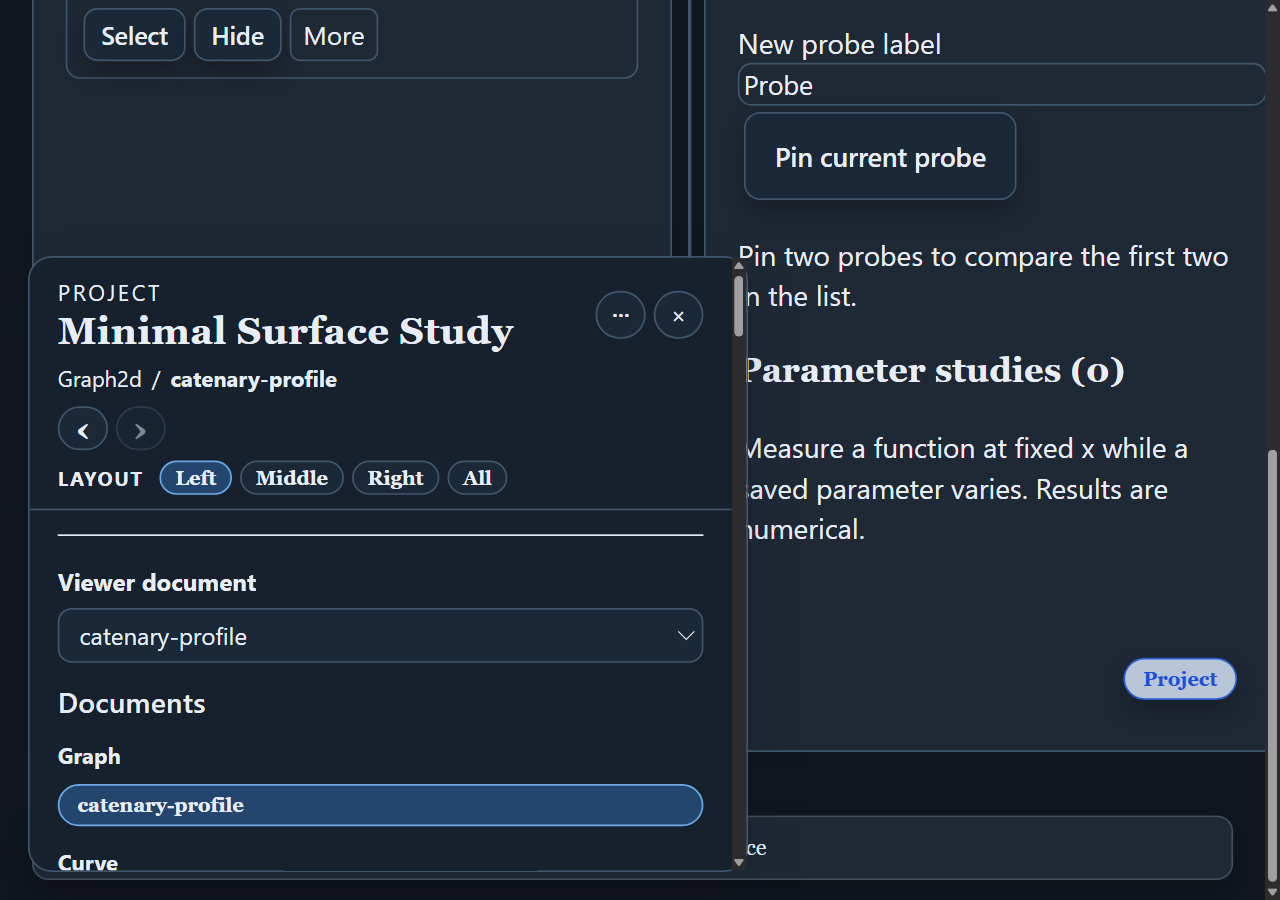 Select Hide More
New probe label
Probe
Pin current probe
Pin two probes to compare the first two
in the list.
Parameter studies (0)
Measure a function at fixed x while a
saved parameter varies. Results are
numerical.
Project
PROJECT
Minimal Surface Study
Graph2d / catenary-profile
LAYOUT Left Middle Right All
Viewer document
catenary-profile
Documents
Graph
catenary-profile
Curve